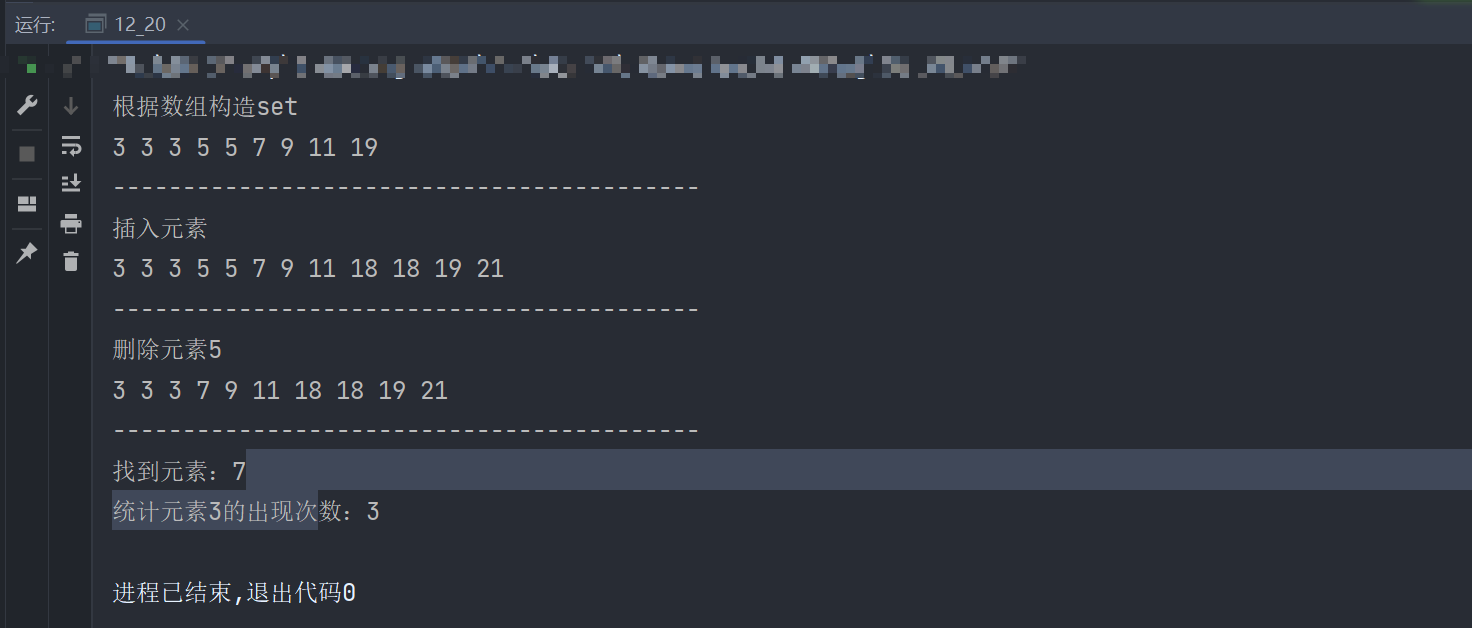 运行: 12_20
根据数组构造set
3 3 3 5 5 7 9 11 19
------------------------------------------
插入元素
3 3 3 5 5 7 9 11 18 18 19 21
------------------------------------------
删除元素5
3 3 3 7 9 11 18 18 19 21
------------------------------------------
找到元素：7
统计元素3的出现次数：3
进程已结束,退出代码0